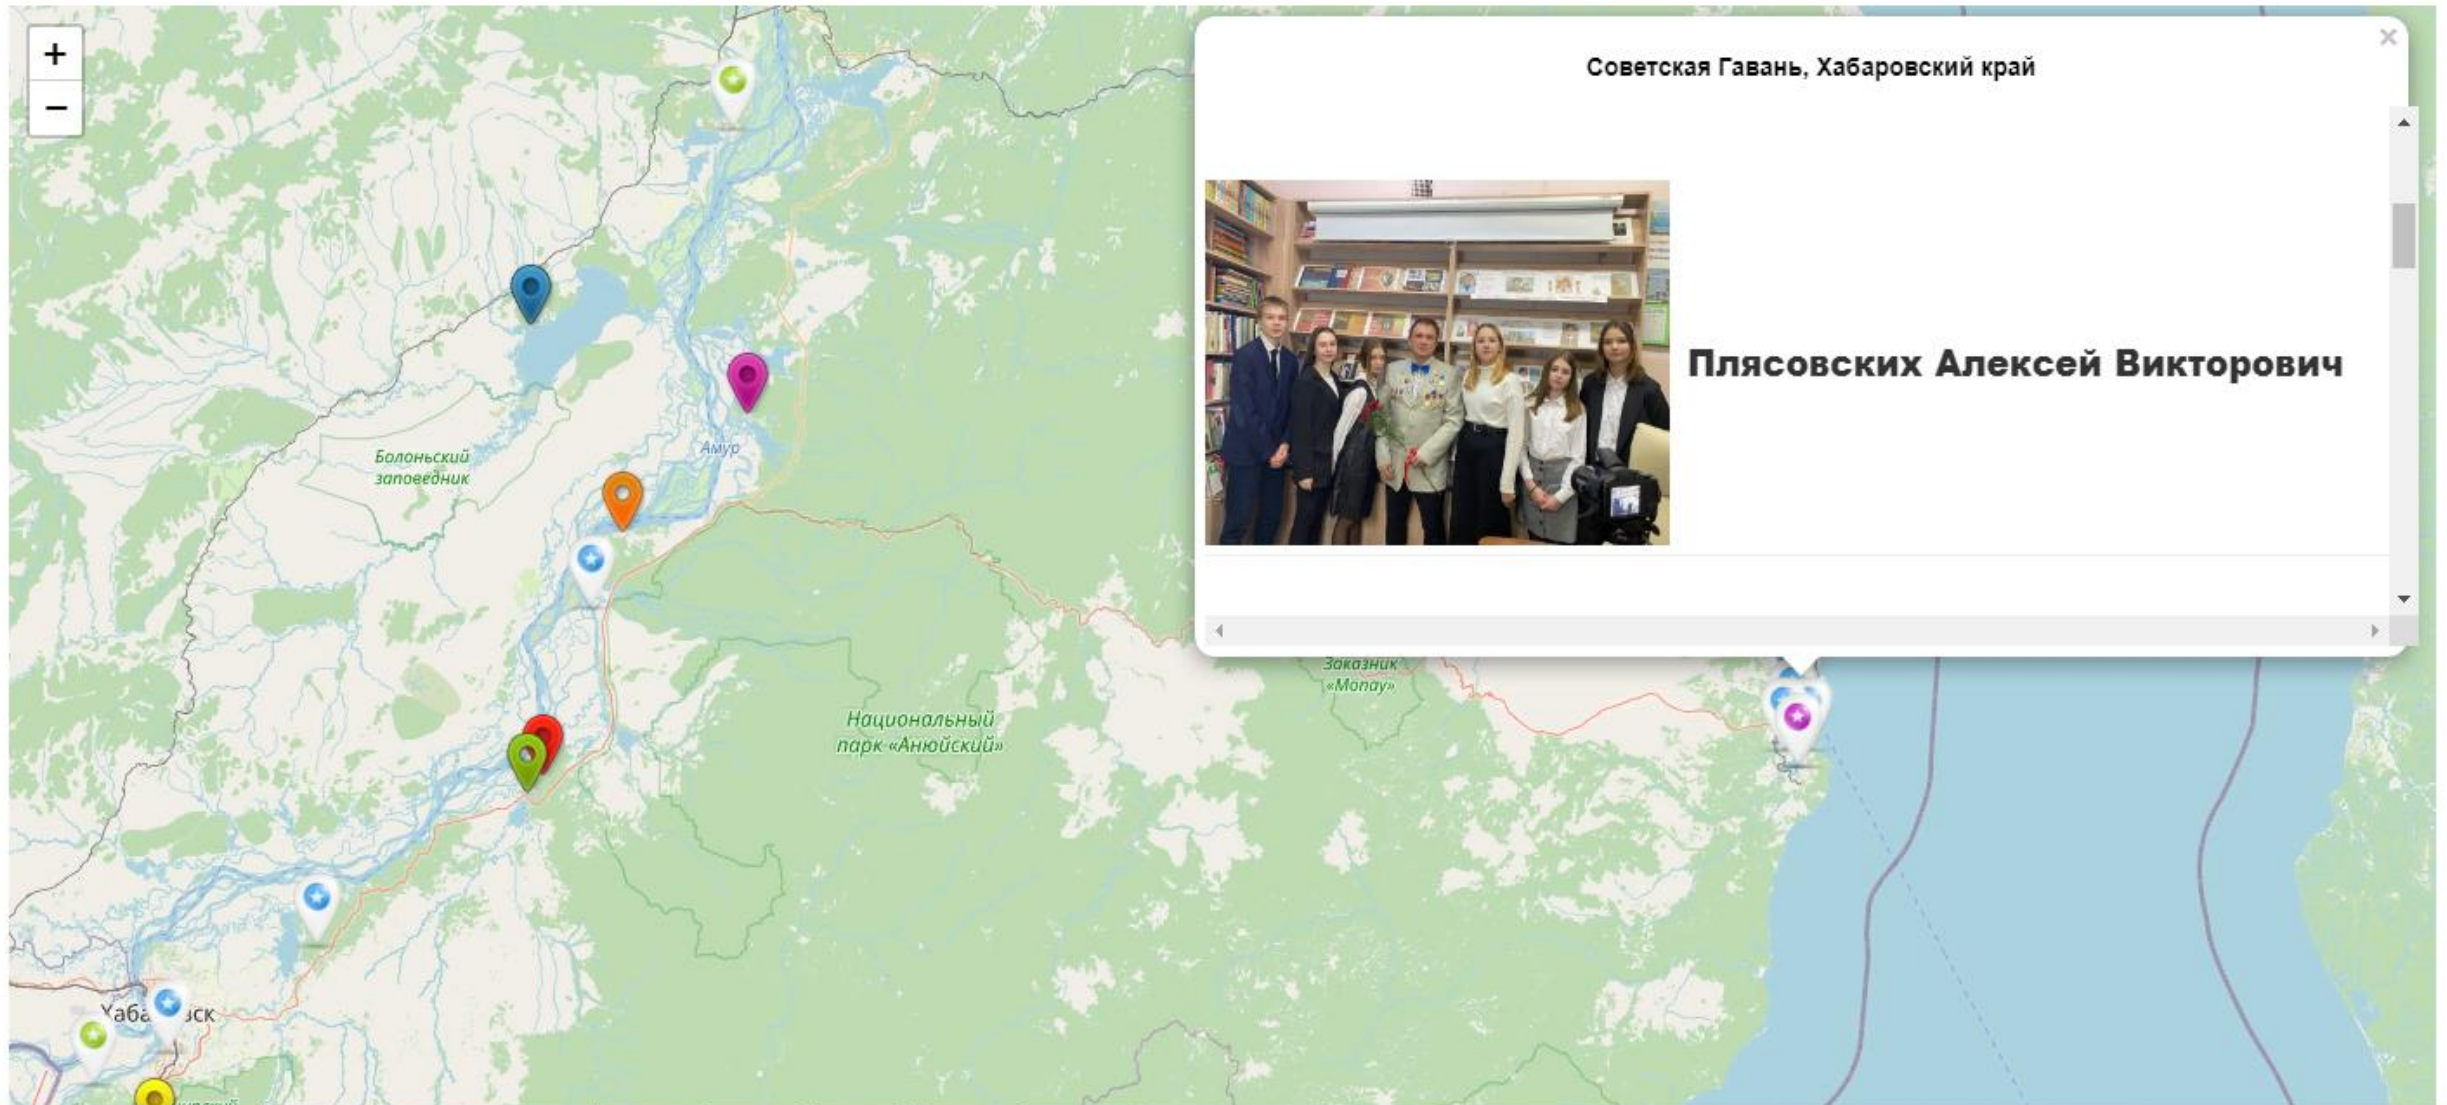 +
−
×
Советская Гавань, Хабаровский край
Плясовских Алексей Викторович
Болоньский
заповедник
Амур
Заказник
«Мопау»
Национальный
парк «Анюйский»